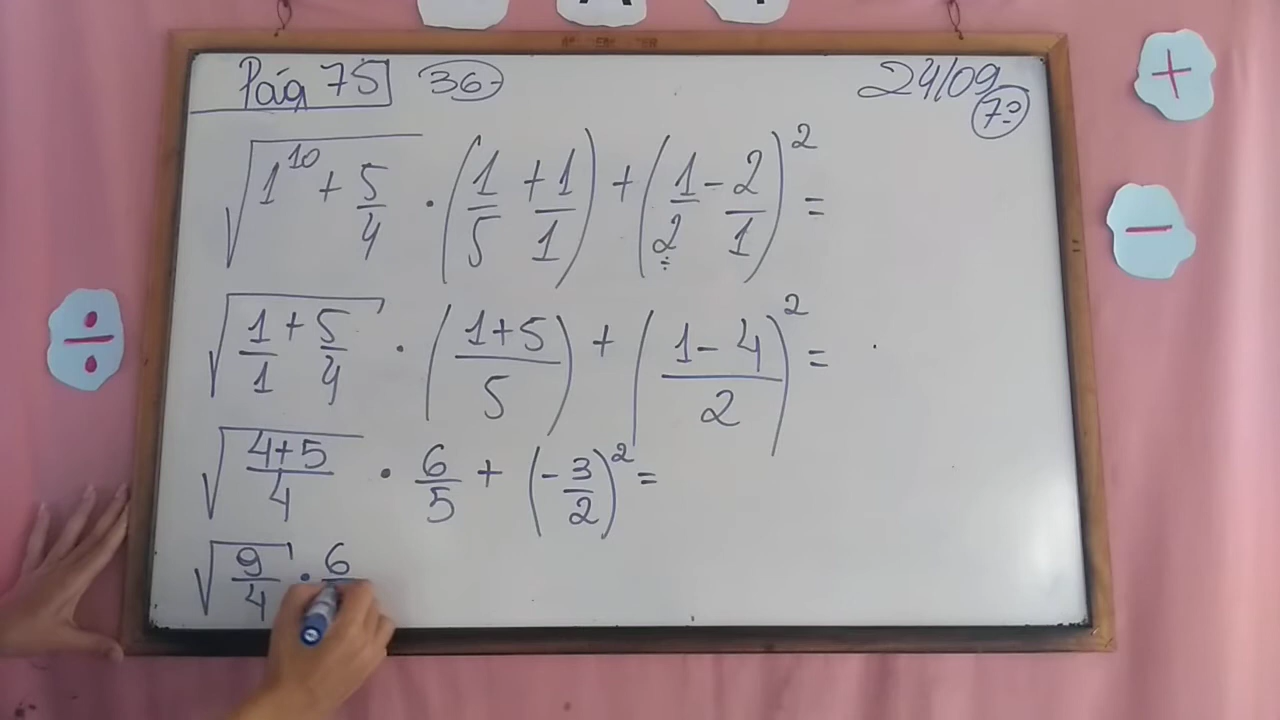 Pág 75 36- 24/09
7º
√(1^10 + 5/4) · (1/5 + 1/1) + (1/2 - 2/1)^2 =
√(1/1 + 5/4) · ((1+5)/5) + ((1-4)/2)^2 =
√((4+5)/4) · 6/5 + (-3/2)^2 =
√(9/4) · 6
+
-
÷